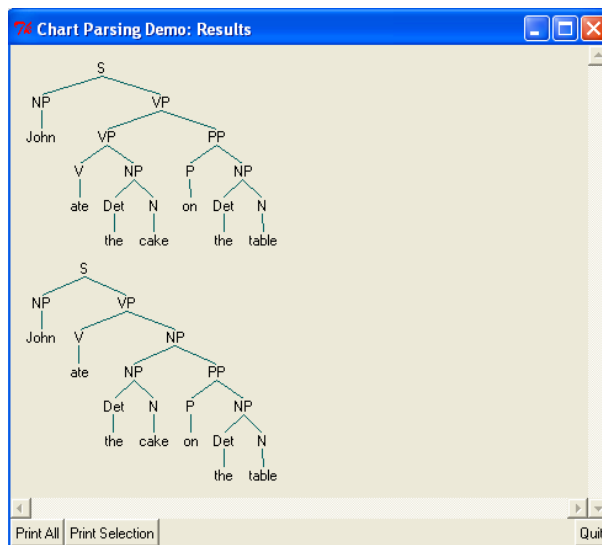 Chart Parsing Demo: Results
S
NP VP
John VP PP
V NP P NP
ate Det N on Det N
the cake the table
S
NP VP
John V NP
ate NP PP
Det N P NP
the cake on Det N
the table
Print All Print Selection Quit